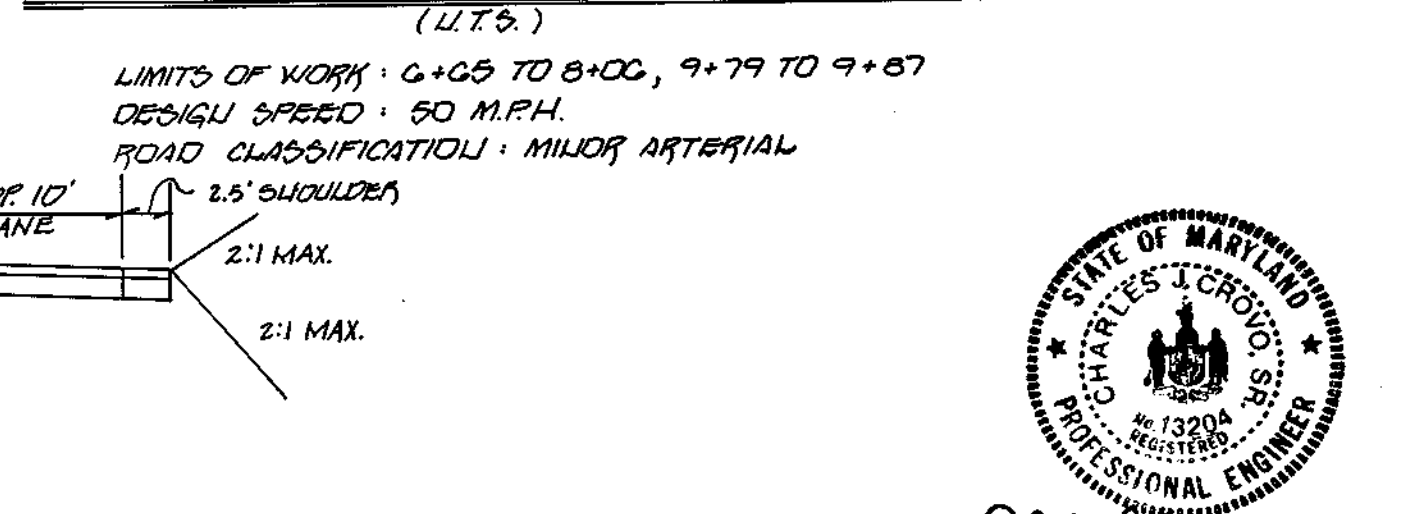 (N.T.S.)
LIMITS OF WORK : 6+65 TO 8+06, 9+79 TO 9+87
DESIGN SPEED : 50 M.P.H.
ROAD CLASSIFICATION : MINOR ARTERIAL
10'
2.5' SHOULDER
2:1 MAX.
2:1 MAX.
STATE OF MARYLAND
CHARLES J. CROVO, SR.
No. 13204
REGISTERED
PROFESSIONAL ENGINEER